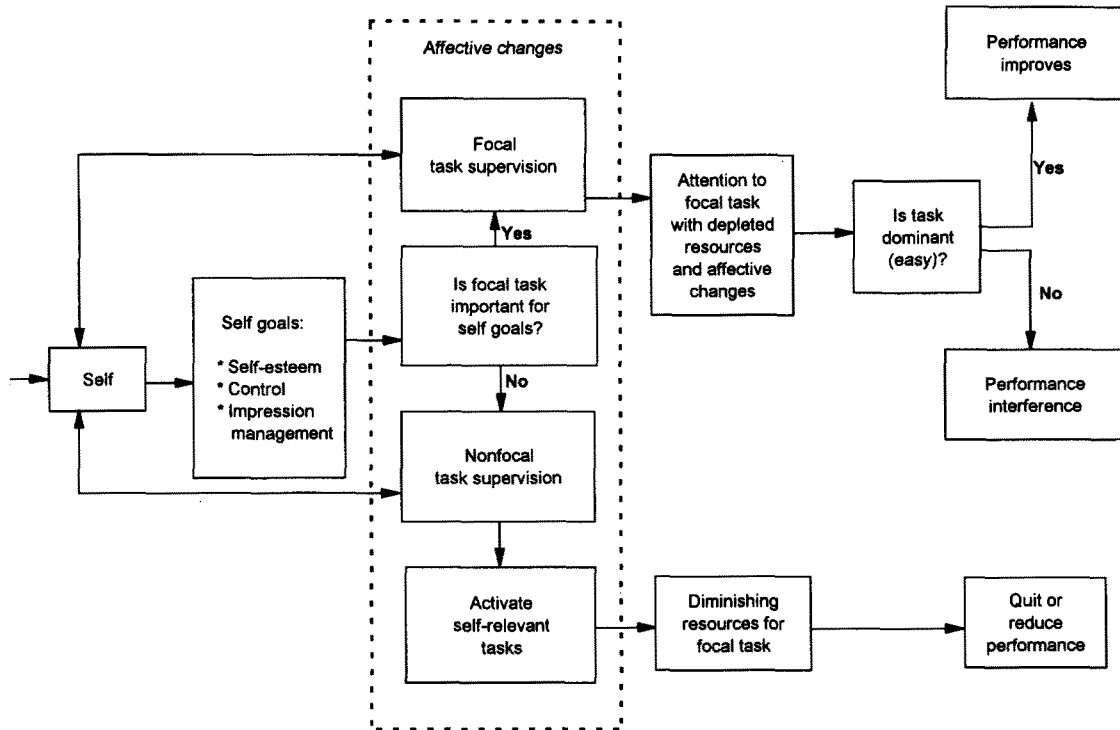 Affective changes
Performance
improves
Focal
task supervision
Yes
Attention to
focal task
with depleted
resources
and affective
changes
Is task
dominant
(easy)?
Yes
No
Is focal task
important for
self goals?
Self goals:
* Self-esteem
* Control
* Impression
management
Self
No
Performance
interference
Nonfocal
task supervision
Activate
self-relevant
tasks
Diminishing
resources for
focal task
Quit or
reduce
performance